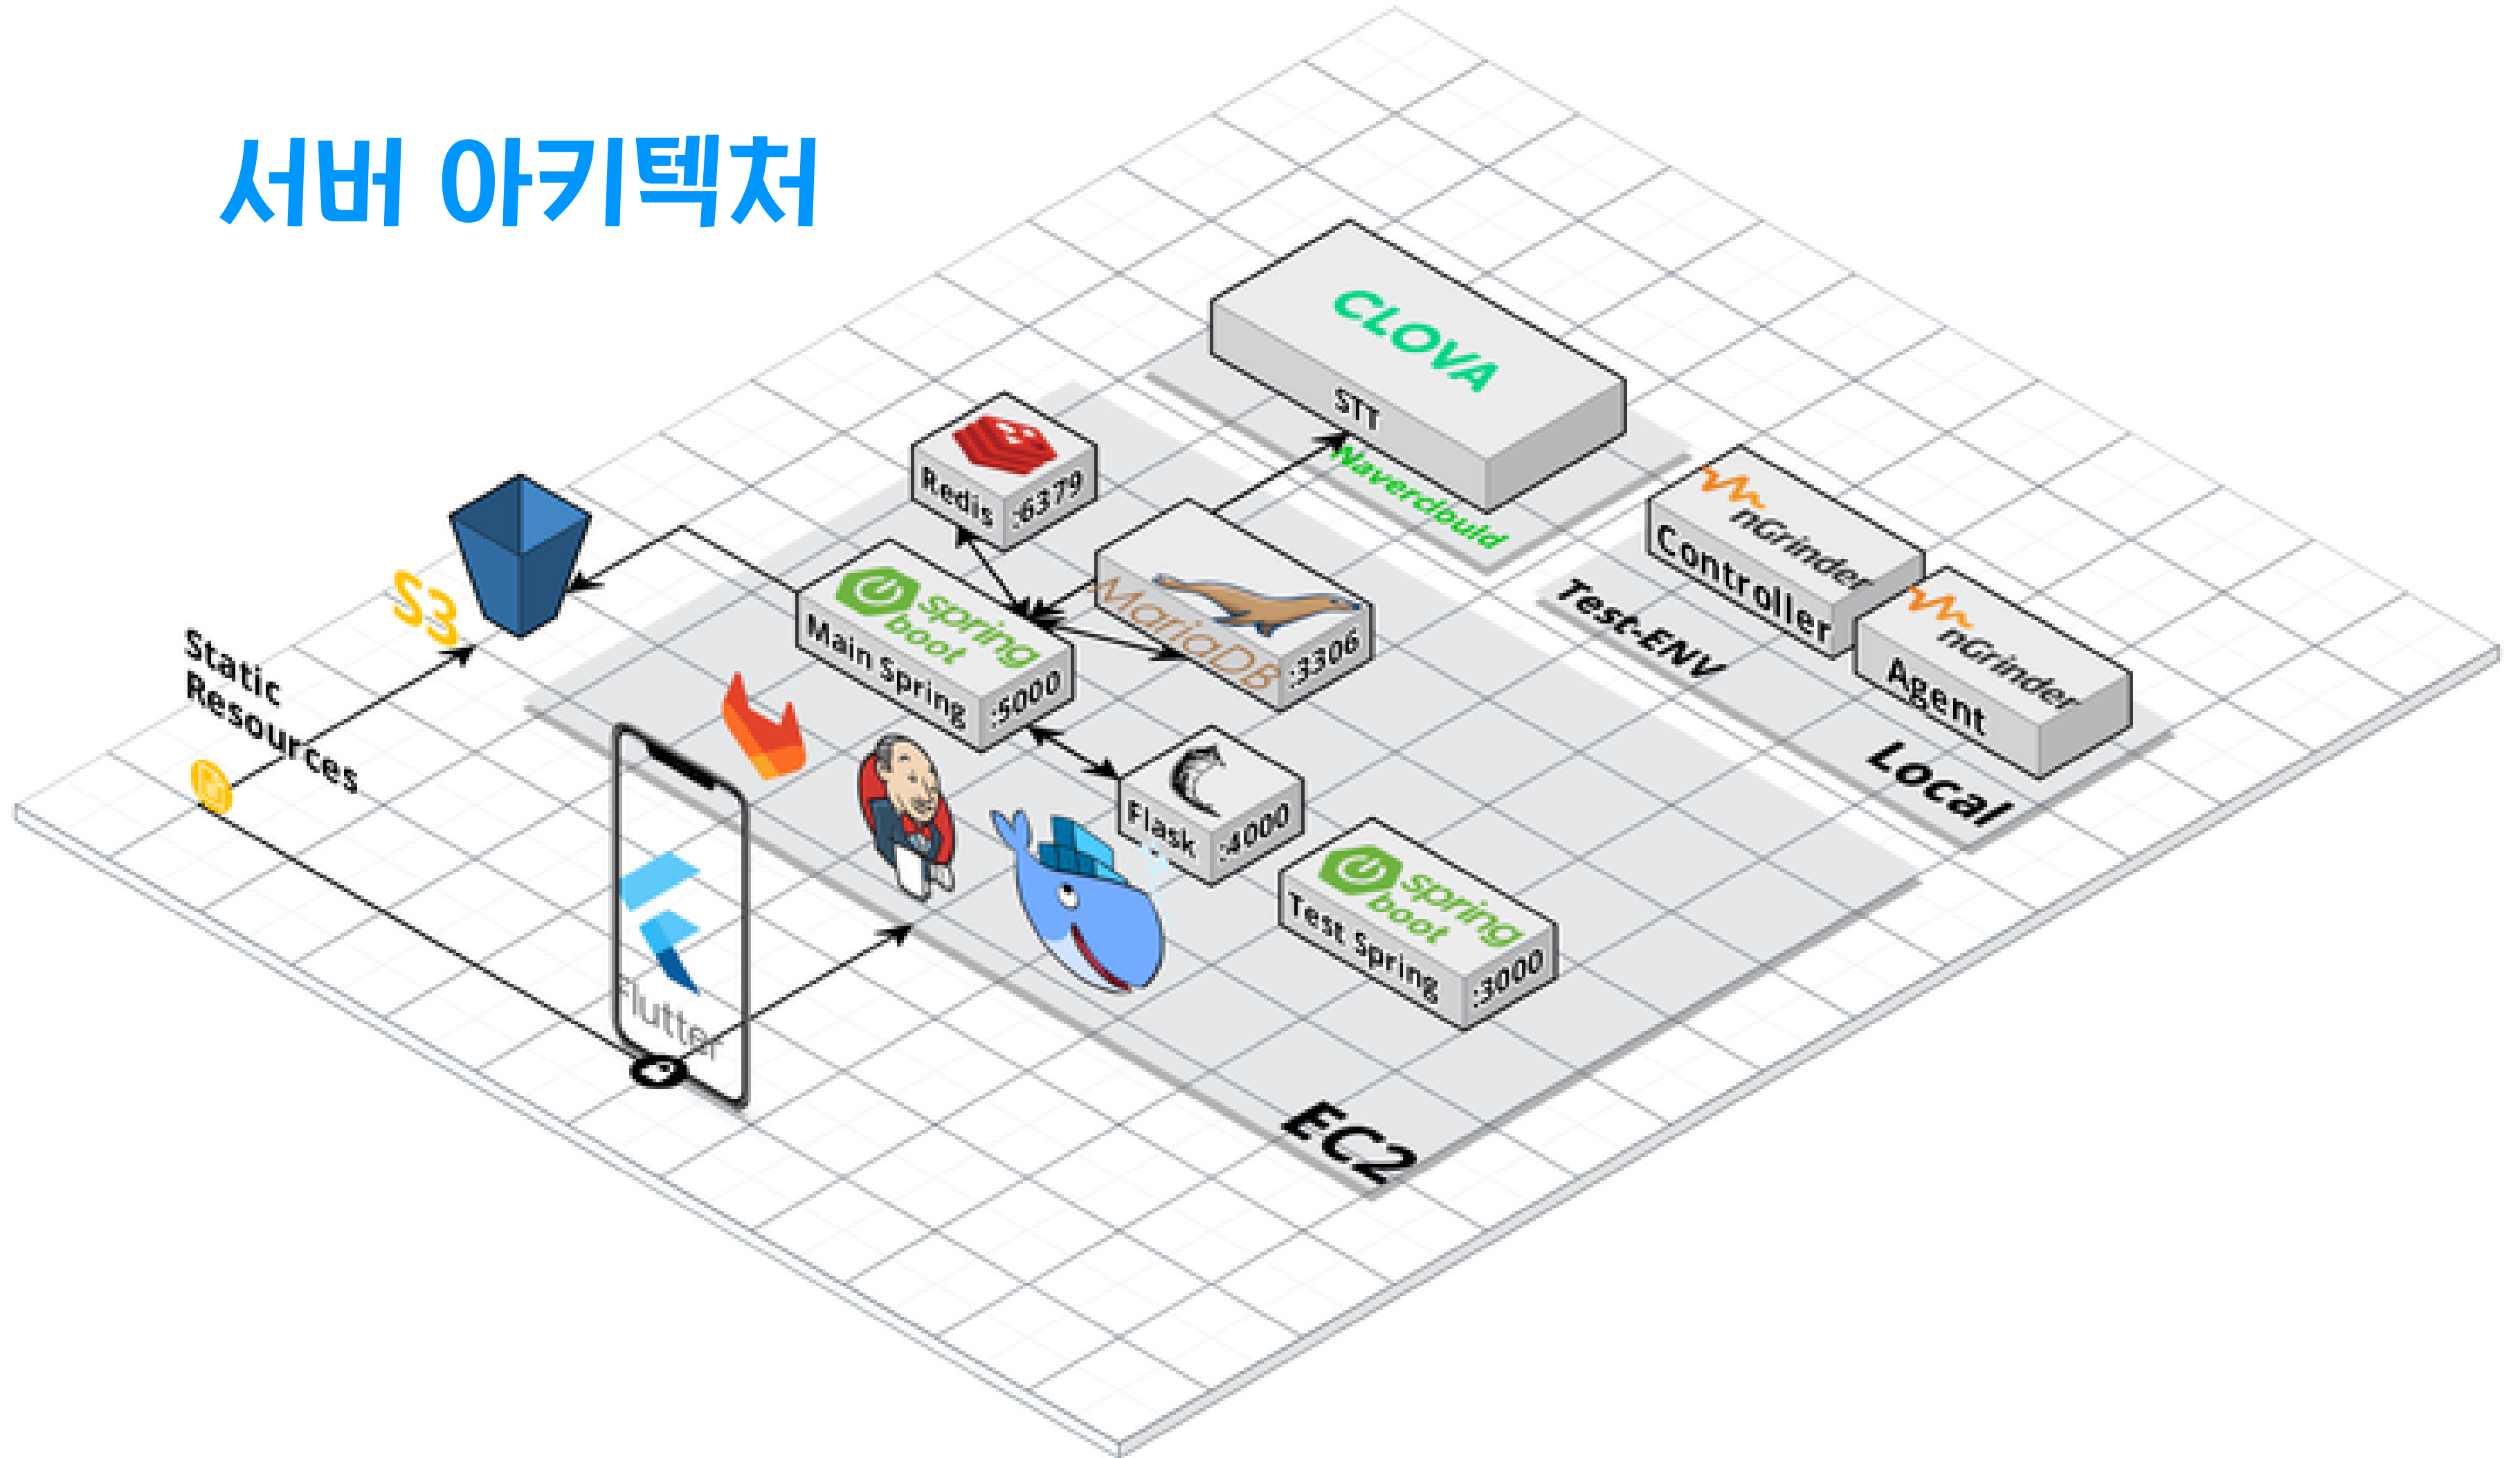 서버 아키텍처
CLOVA
STT
Naverclould
Redis
:6379
S3
Static
Resources
spring
boot
Main Spring
:5000
MariaDB
:3306
nGrinder
Controller
nGrinder
Agent
Test-ENV
Local
Flask
:4000
spring
boot
Test Spring
:3000
Flutter
EC2